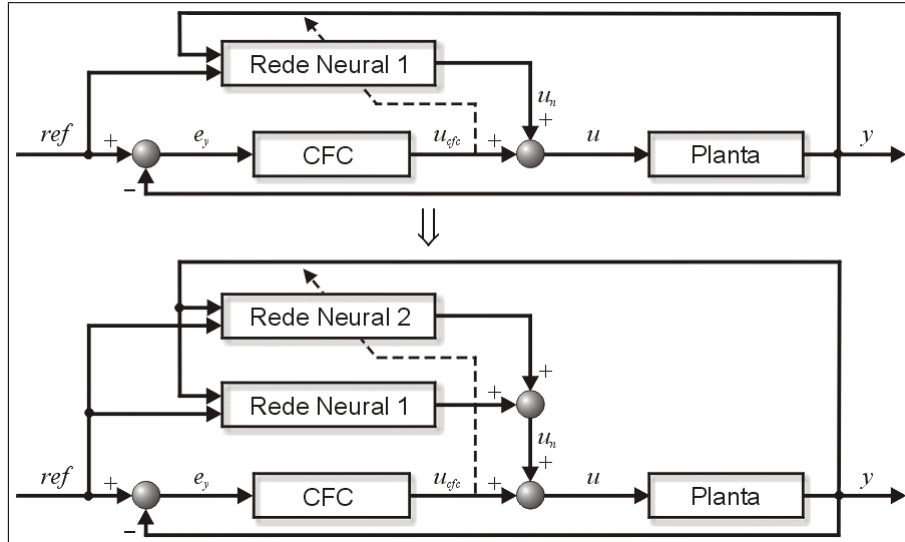 Rede Neural 1
u_n
+
ref + e_y CFC u_cfc + u Planta y
−
⇓
Rede Neural 2
+
Rede Neural 1 +
u_n
+
ref + e_y CFC u_cfc + u Planta y
−